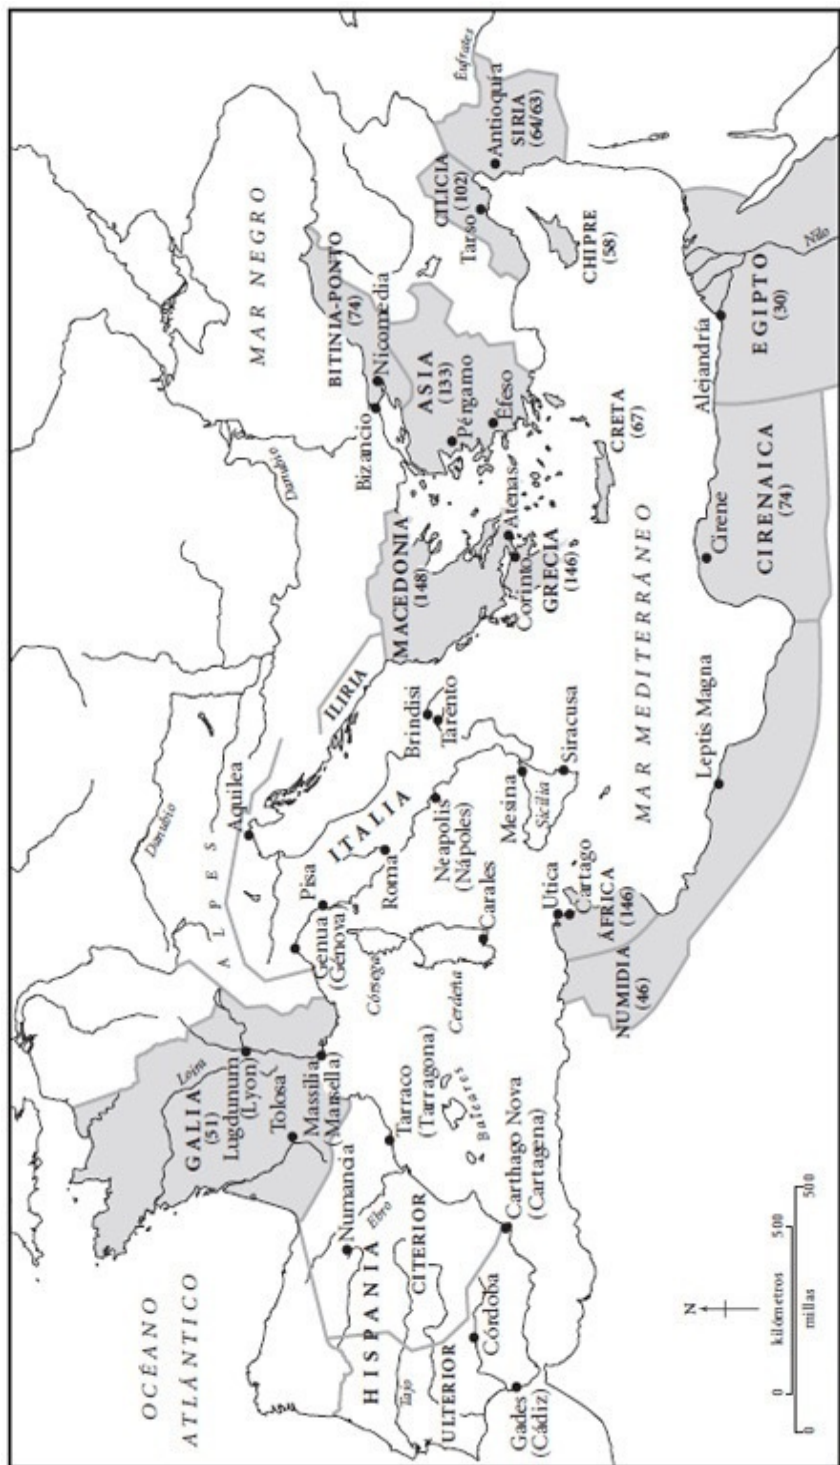 OCÉANO
ATLÁNTICO
GALIA
(51)
Loira
Lugdunum
(Lyon)
Tolosa
Massilia
(Marsella)
HISPANIA
CITERIOR
ULTERIOR
Numancia
Ebro
Tajo
Tarraco
(Tarragona)
Baleares
Carthago Nova
(Cartagena)
Córdoba
Gades
(Cádiz)
ALPES
Danubio
Aquilea
Genua
(Génova)
Pisa
Córsega
Cerdeña
Carales
ITALIA
Roma
Neapolis
(Nápoles)
Brindisi
Tarento
Mesina
Sicilia
Siracusa
ILIRIA
Danubio
MACEDONIA
(148)
GRECIA
(146)
Corinto
Atenas
MAR NEGRO
BITINIA-PONTO
(74)
Nicomedia
Bizancio
ASIA
(133)
Pérgamo
Éfeso
CILICIA
(102)
Tarso
Éufrates
Antioquía
SIRIA
(64/63)
CHIPRE
(58)
CRETA
(67)
MAR MEDITERRÁNEO
Utica
Cartago
ÁFRICA
(146)
NUMIDIA
(46)
Leptis Magna
Cirene
CIRENAICA
(74)
Alejandría
EGIPTO
(30)
Nilo
N
0 kilómetros 500
0 millas 500